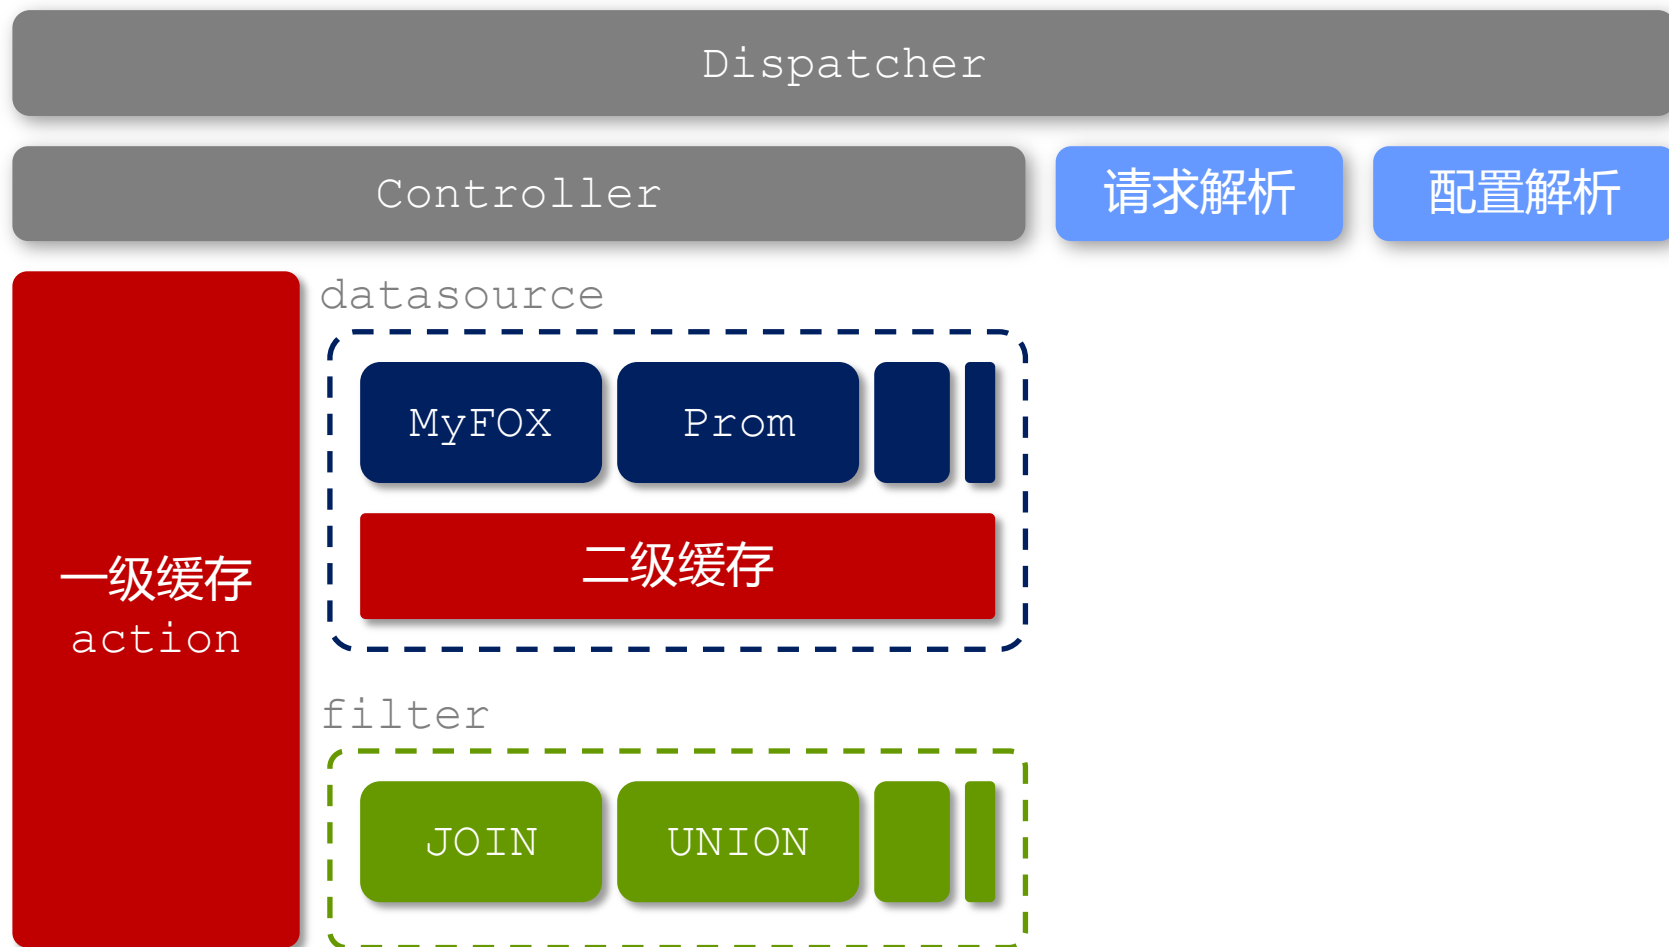 Dispatcher
Controller
请求解析
配置解析
datasource
MyFOX
Prom
二级缓存
一级缓存
action
filter
JOIN
UNION